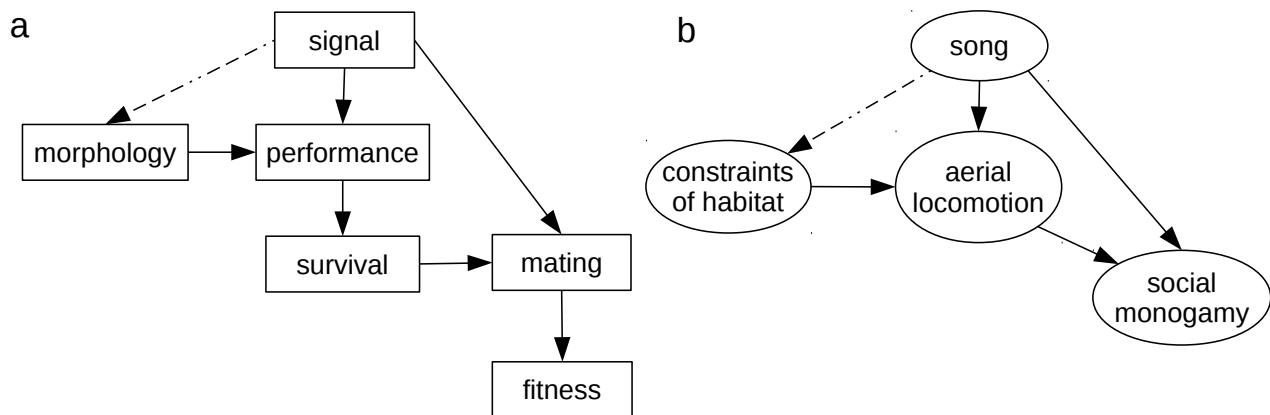 a
signal
morphology
performance
survival
mating
fitness
b
song
constraints
of habitat
aerial
locomotion
social
monogamy